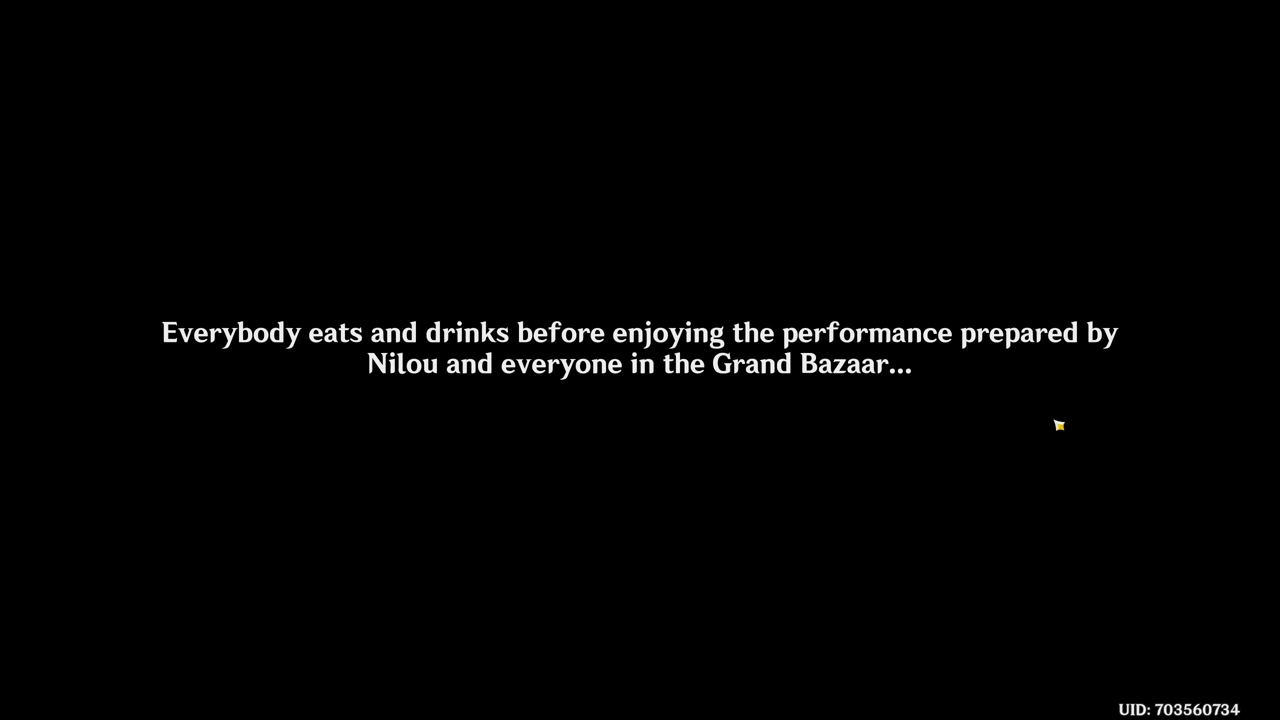 Everybody eats and drinks before enjoying the performance prepared by
Nilou and everyone in the Grand Bazaar...
UID: 703560734